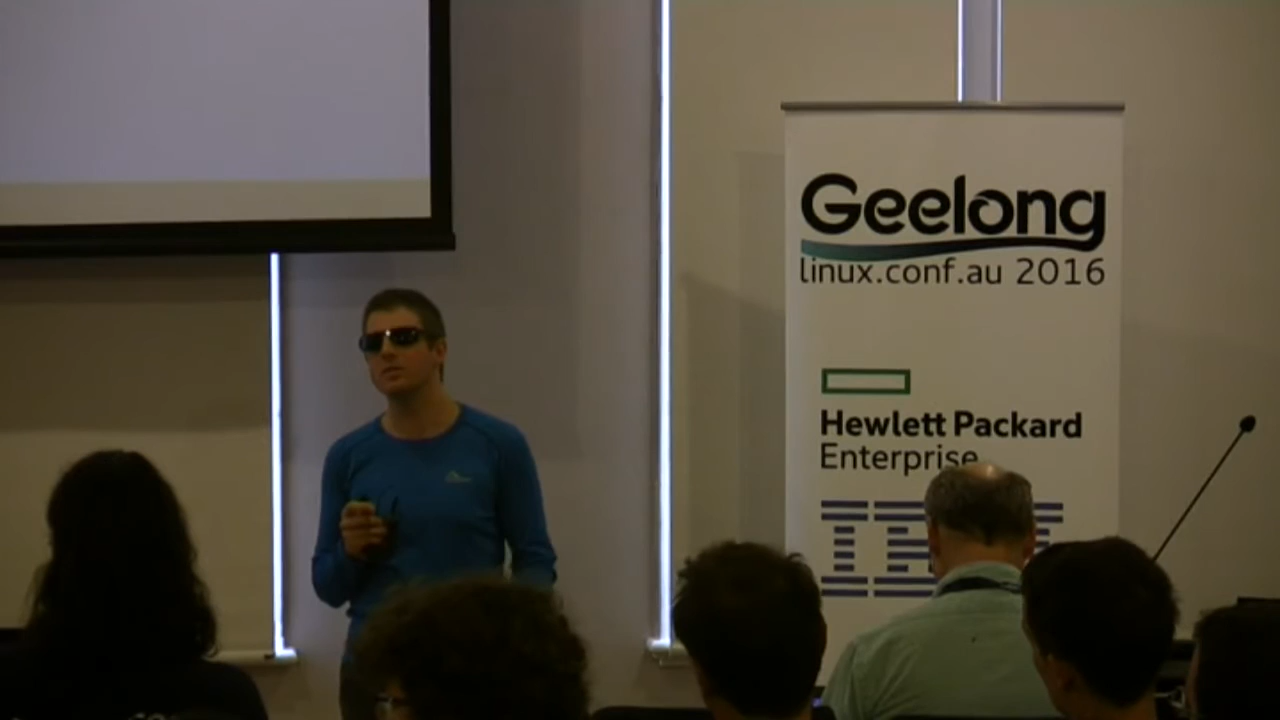 Geelong
linux.conf.au 2016
Hewlett Packard
Enterprise
IBM